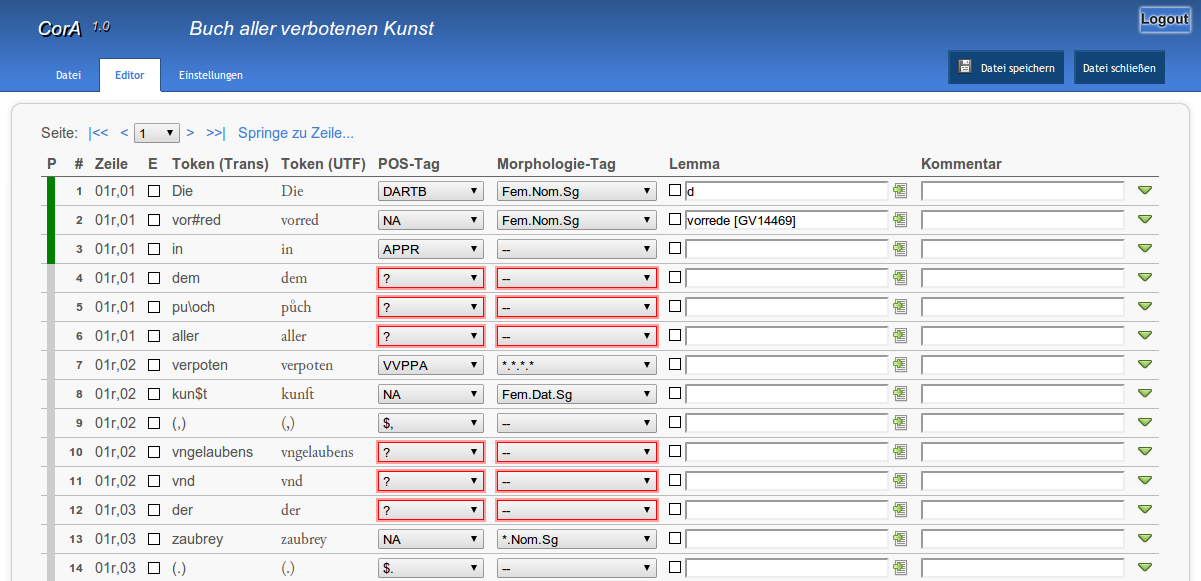 CorA 1.0 Buch aller verbotenen Kunst Logout
Datei Editor Einstellungen Datei speichern Datei schließen
Seite: |<< < 1 > >>| Springe zu Zeile...
P # Zeile E Token (Trans) Token (UTF) POS-Tag Morphologie-Tag Lemma Kommentar
1 01r,01 Die Die DARTB Fem.Nom.Sg d
2 01r,01 vor#red vorred NA Fem.Nom.Sg vorrede [GV14469]
3 01r,01 in in APPR --
4 01r,01 dem dem ? --
5 01r,01 pu\och puͦch ? --
6 01r,01 aller aller ? --
7 01r,02 verpoten verpoten VVPPA *.*.*.*
8 01r,02 kun$t kunſt NA Fem.Dat.Sg
9 01r,02 (,) (,) $, --
10 01r,02 vngelaubens vngelaubens ? --
11 01r,02 vnd vnd ? --
12 01r,03 der der ? --
13 01r,03 zaubrey zaubrey NA *.Nom.Sg
14 01r,03 (.) (.) $. --